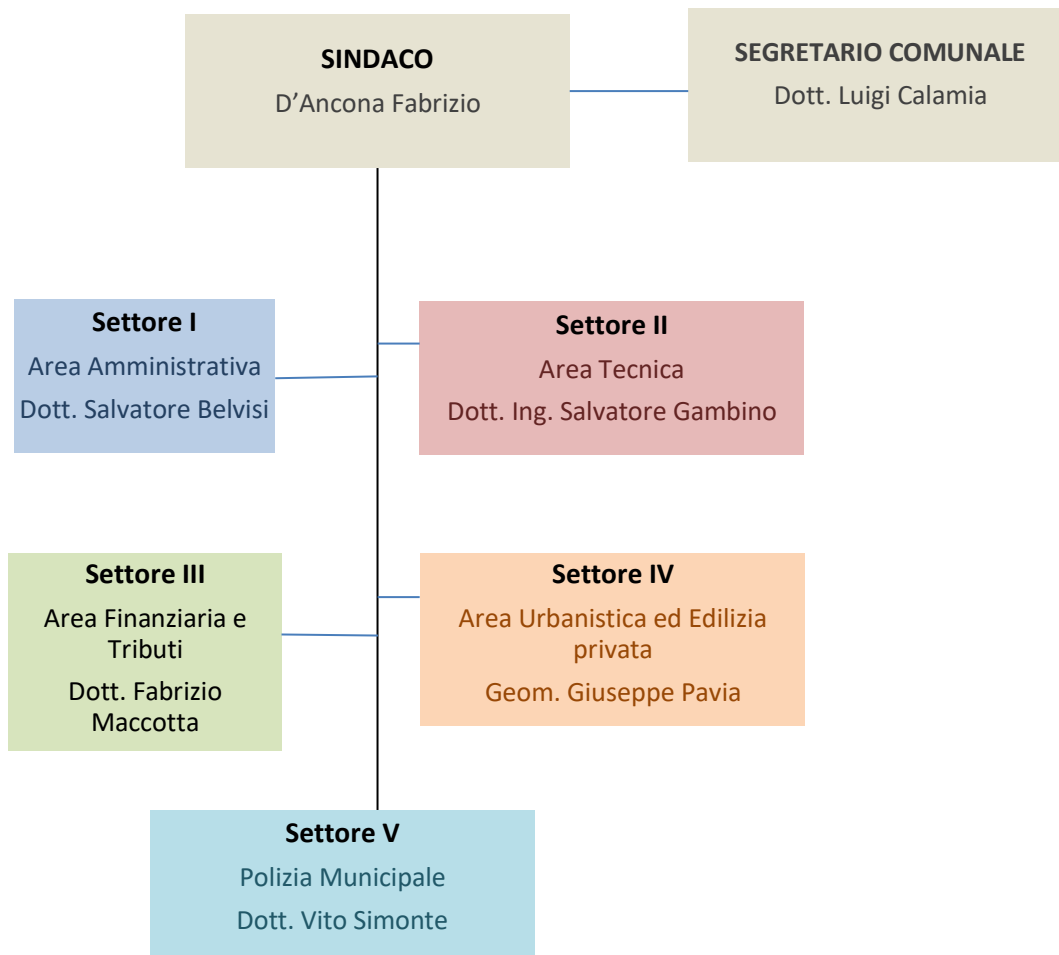 SINDACO
D’Ancona Fabrizio
SEGRETARIO COMUNALE
Dott. Luigi Calamia
Settore I
Area Amministrativa
Dott. Salvatore Belvisi
Settore II
Area Tecnica
Dott. Ing. Salvatore Gambino
Settore III
Area Finanziaria e
Tributi
Dott. Fabrizio
Maccotta
Settore IV
Area Urbanistica ed Edilizia
privata
Geom. Giuseppe Pavia
Settore V
Polizia Municipale
Dott. Vito Simonte